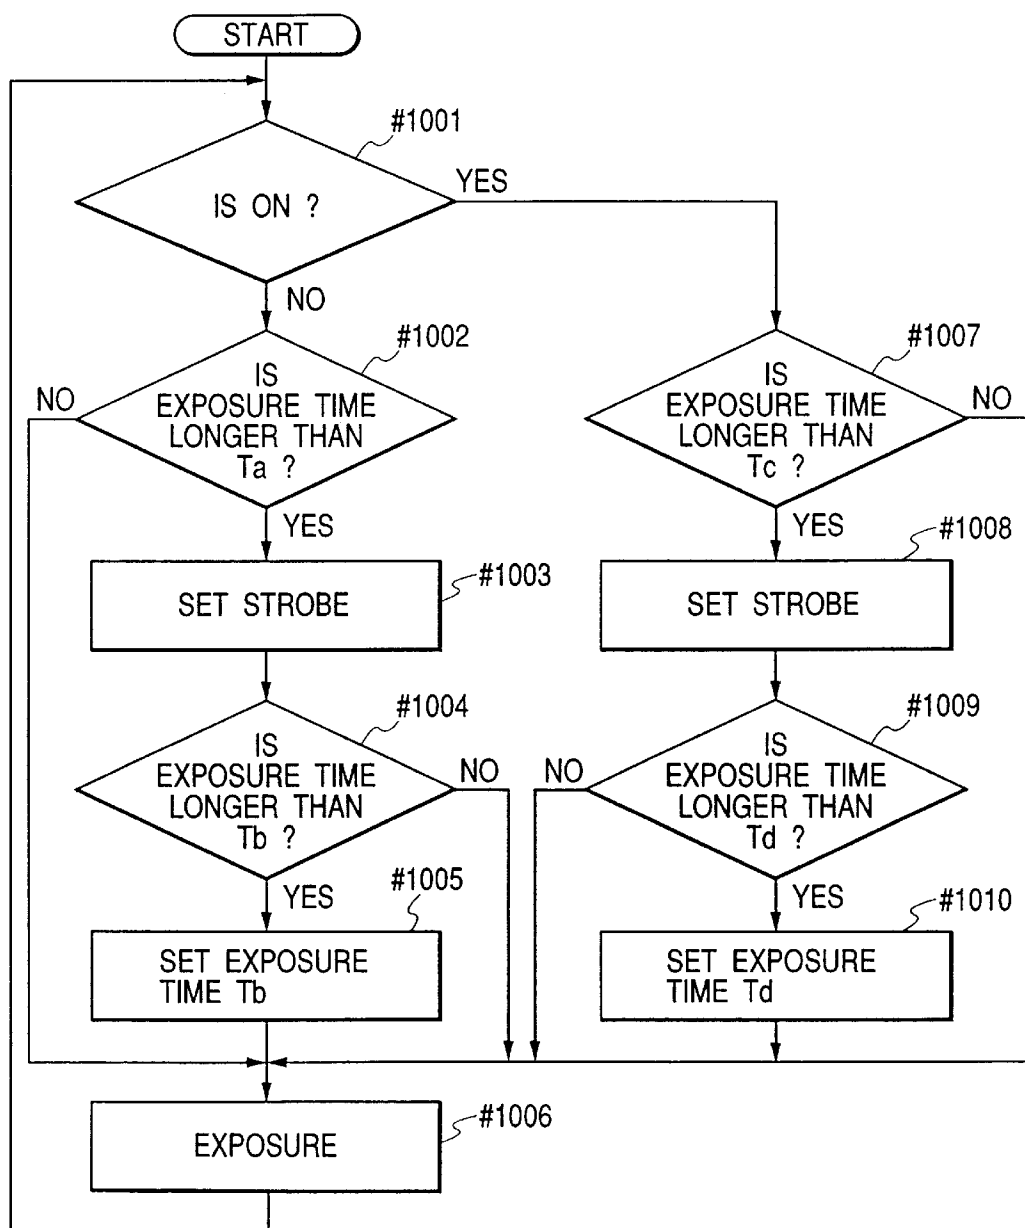 START
#1001
IS ON ?
YES
NO
#1002
IS
EXPOSURE TIME
LONGER THAN
Ta ?
NO
YES
#1007
IS
EXPOSURE TIME
LONGER THAN
Tc ?
NO
YES
#1003
SET STROBE
#1008
SET STROBE
#1004
IS
EXPOSURE TIME
LONGER THAN
Tb ?
NO
YES
#1009
IS
EXPOSURE TIME
LONGER THAN
Td ?
NO
YES
#1005
SET EXPOSURE
TIME Tb
#1010
SET EXPOSURE
TIME Td
#1006
EXPOSURE